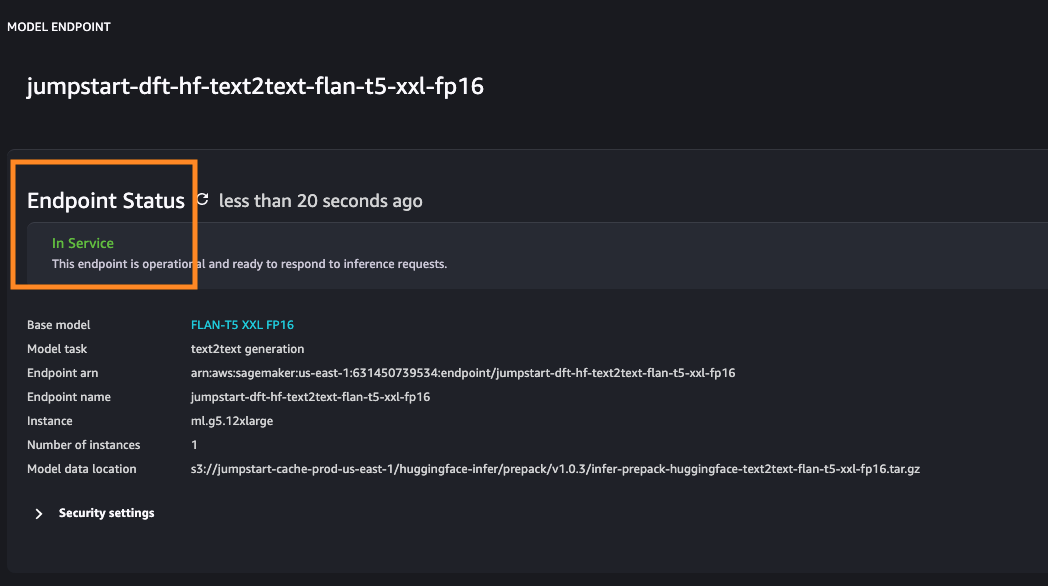 MODEL ENDPOINT
jumpstart-dft-hf-text2text-flan-t5-xxl-fp16
Endpoint Status less than 20 seconds ago
In Service
This endpoint is operational and ready to respond to inference requests.
Base model FLAN-T5 XXL FP16
Model task text2text generation
Endpoint arn arn:aws:sagemaker:us-east-1:631450739534:endpoint/jumpstart-dft-hf-text2text-flan-t5-xxl-fp16
Endpoint name jumpstart-dft-hf-text2text-flan-t5-xxl-fp16
Instance ml.g5.12xlarge
Number of instances 1
Model data location s3://jumpstart-cache-prod-us-east-1/huggingface-infer/prepack/v1.0.3/infer-prepack-huggingface-text2text-flan-t5-xxl-fp16.tar.gz
Security settings